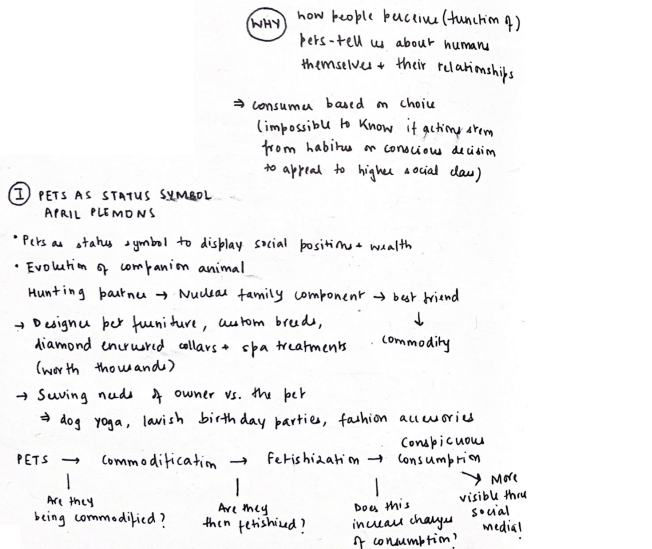 WHY
how people perceive (function of)
pets - tell us about humans
themselves + their relationships
⇒ consumer based on choice
(impossible to know if actions stem
from habitus or conscious decision
to appeal to higher social class)
I PETS AS STATUS SYMBOL
APRIL PLEMONS
• Pets as status symbol to display social position + wealth
• Evolution of companion animal
Hunting partner → Nuclear family component → best friend
↓
commodity
→ Designer pet furniture, custom breeds,
diamond encrusted collars + spa treatments
(worth thousands)
→ Serving needs of owner vs. the pet
⇒ dog yoga, lavish birthday parties, fashion accessories
PETS → Commodification → Fetishization → Conspicuous
consumption
Are they
being commodified?
Are they
then fetishized?
Does this
increase changes
of consumption?
→ More
visible thru
social
media!